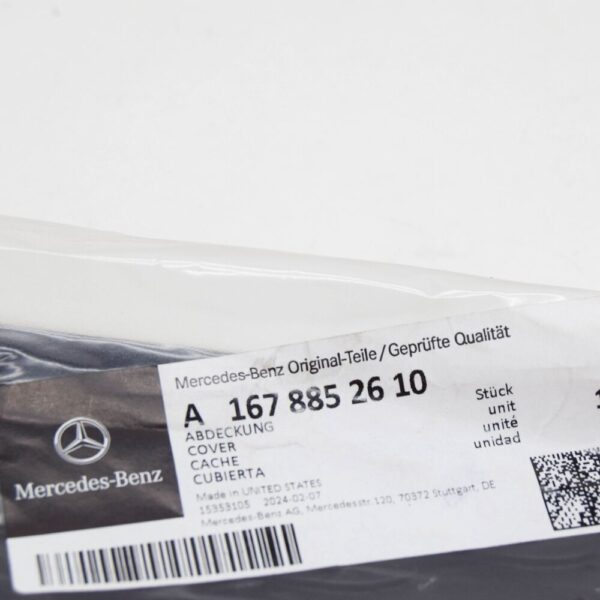 Mercedes-Benz Original-Teile/Geprüfte Qualität
A 167 885 26 10
ABDECKUNG
COVER
CACHE
CUBIERTA
Stück
unit
unité
unidad
1
Made in UNITED STATES
15353105 2024-02-07
Mercedes-Benz AG, Mercedesstr.120, 70372 Stuttgart, DE
Mercedes-Benz